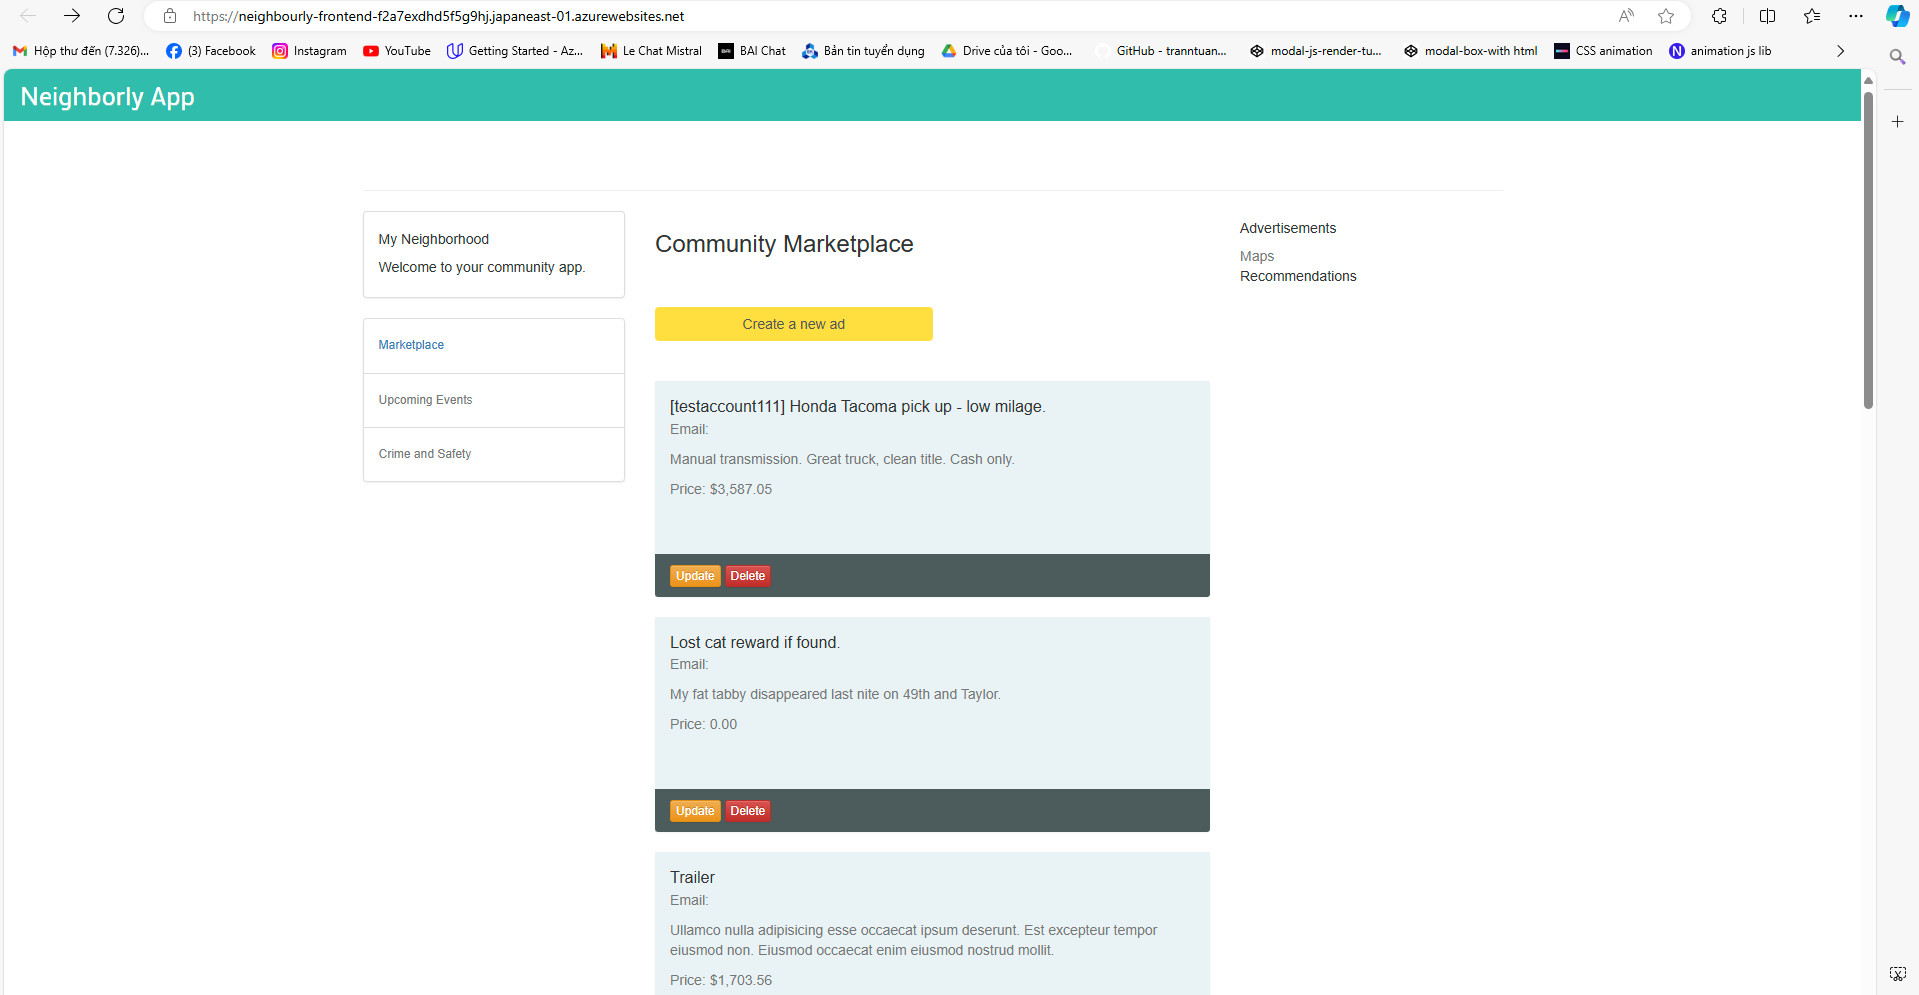 https://neighbourly-frontend-f2a7exdhd5f5g9hj.japaneast-01.azurewebsites.net
Hộp thư đến (7.326)...
(3) Facebook
Instagram
YouTube
Getting Started - Az...
Le Chat Mistral
BAI Chat
Bản tin tuyển dụng
Drive của tôi - Goo...
GitHub - tranntuan...
modal-js-render-tu...
modal-box-with html
CSS animation
animation js lib
Neighborly App
My Neighborhood
Welcome to your community app.
Marketplace
Upcoming Events
Crime and Safety
Community Marketplace
Create a new ad
[testaccount111] Honda Tacoma pick up - low milage.
Email:
Manual transmission. Great truck, clean title. Cash only.
Price: $3,587.05
Update Delete
Lost cat reward if found.
Email:
My fat tabby disappeared last nite on 49th and Taylor.
Price: 0.00
Update Delete
Trailer
Email:
Ullamco nulla adipisicing esse occaecat ipsum deserunt. Est excepteur tempor
eiusmod non. Eiusmod occaecat enim eiusmod nostrud mollit.
Price: $1,703.56
Advertisements
Maps
Recommendations